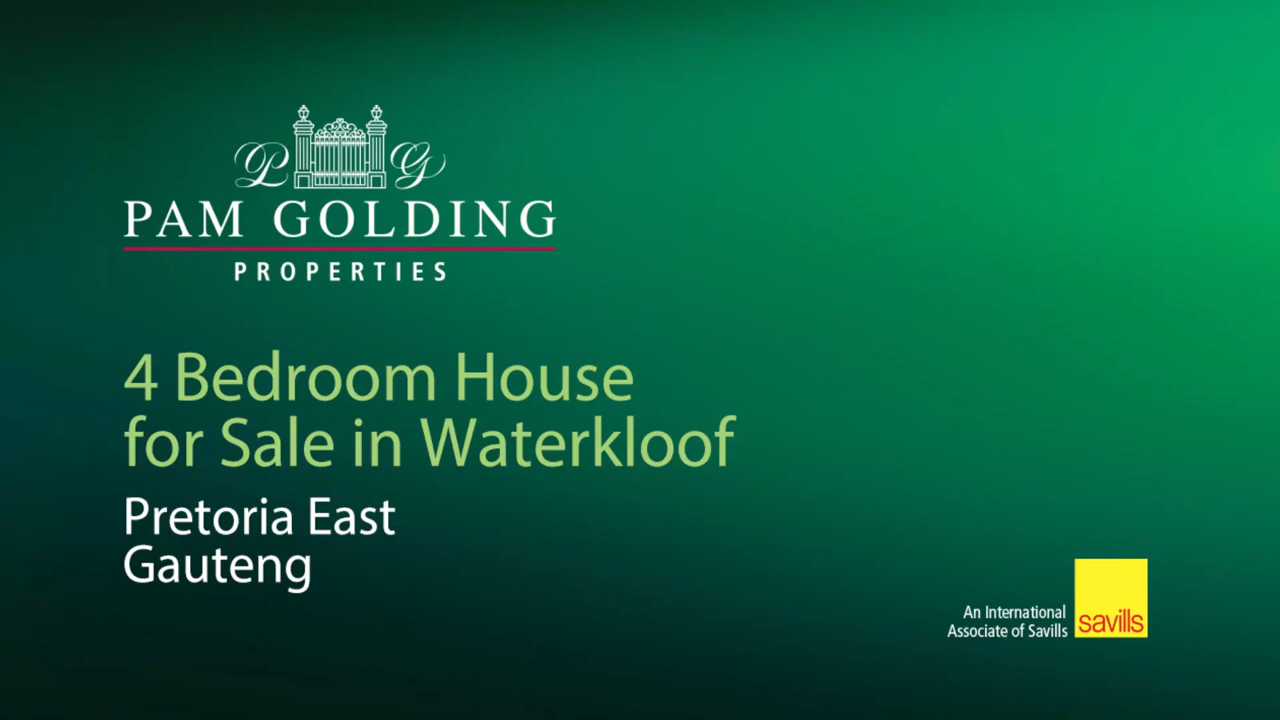 P G
PAM GOLDING
PROPERTIES
4 Bedroom House
for Sale in Waterkloof
Pretoria East
Gauteng
An International
Associate of Savills
savills